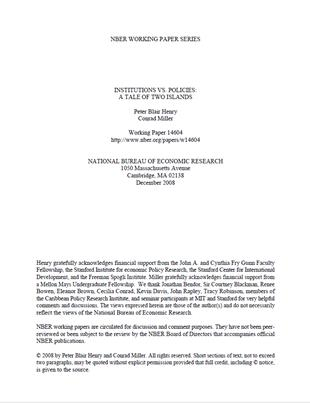 NBER WORKING PAPER SERIES
INSTITUTIONS VS. POLICIES:
A TALE OF TWO ISLANDS
Peter Blair Henry
Conrad Miller
Working Paper 14604
http://www.nber.org/papers/w14604
NATIONAL BUREAU OF ECONOMIC RESEARCH
1050 Massachusetts Avenue
Cambridge, MA 02138
December 2008
Henry gratefully acknowledges financial support from the John A. and Cynthia Fry Gunn Faculty
Fellowship, the Stanford Institute for economic Policy Research, the Stanford Center for International
Development, and the Freeman Spogli Institute. Miller gratefully acknowledges financial support from
a Mellon Mays Undergraduate Fellowship. We thank Jonathan Bendor, Sir Courtney Blackman, Renee
Bowen, Eleanor Brown, Cecilia Conrad, Kevin Davis, John Rapley, Tracy Robinson, members of
the Caribbean Policy Research Institute, and seminar participants at MIT and Stanford for very helpful
comments and discussions. The views expressed herein are those of the author(s) and do not necessarily
reflect the views of the National Bureau of Economic Research.
NBER working papers are circulated for discussion and comment purposes. They have not been peer-
reviewed or been subject to the review by the NBER Board of Directors that accompanies official
NBER publications.
© 2008 by Peter Blair Henry and Conrad Miller. All rights reserved. Short sections of text, not to exceed
two paragraphs, may be quoted without explicit permission provided that full credit, including © notice,
is given to the source.